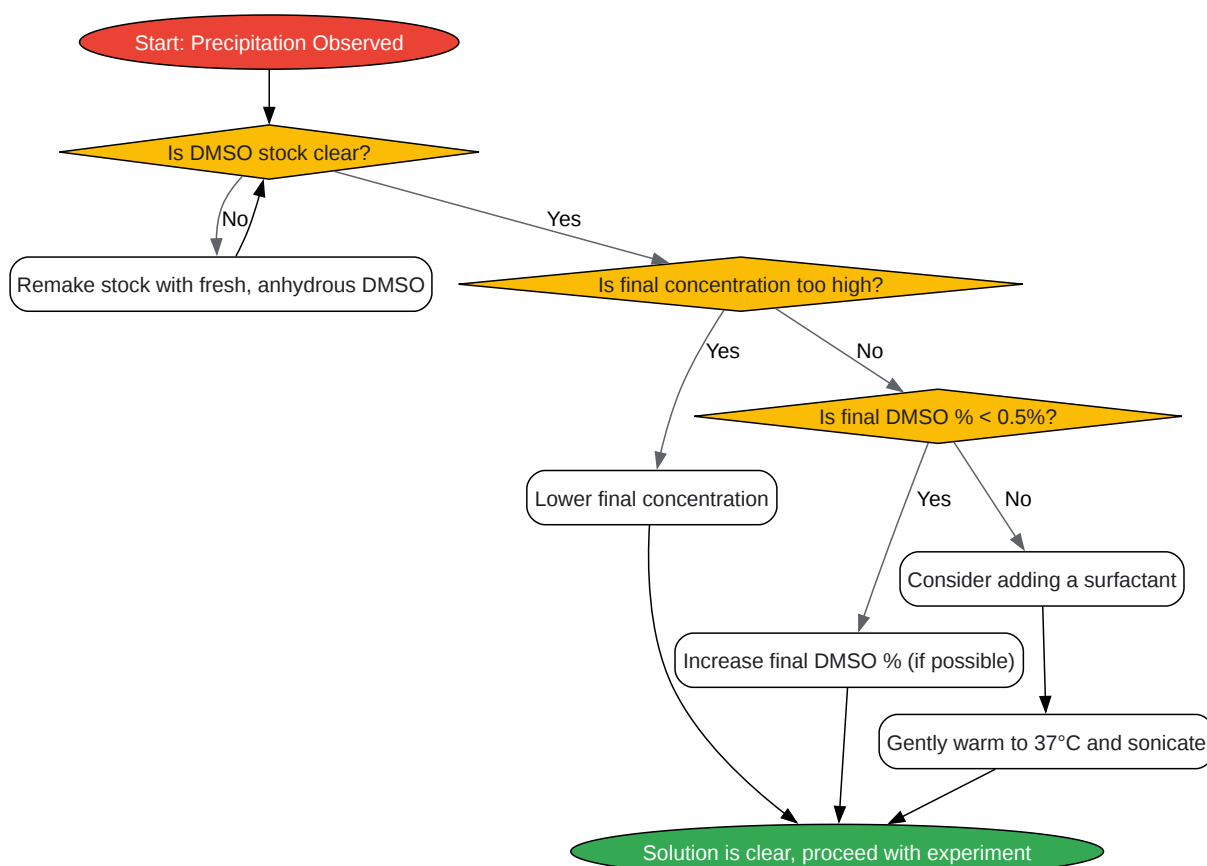 Start: Precipitation Observed
Is DMSO stock clear?
No
Yes
Remake stock with fresh, anhydrous DMSO
Is final concentration too high?
Yes
No
Is final DMSO % < 0.5%?
Lower final concentration
Yes
No
Consider adding a surfactant
Increase final DMSO % (if possible)
Gently warm to 37°C and sonicate
Solution is clear, proceed with experiment